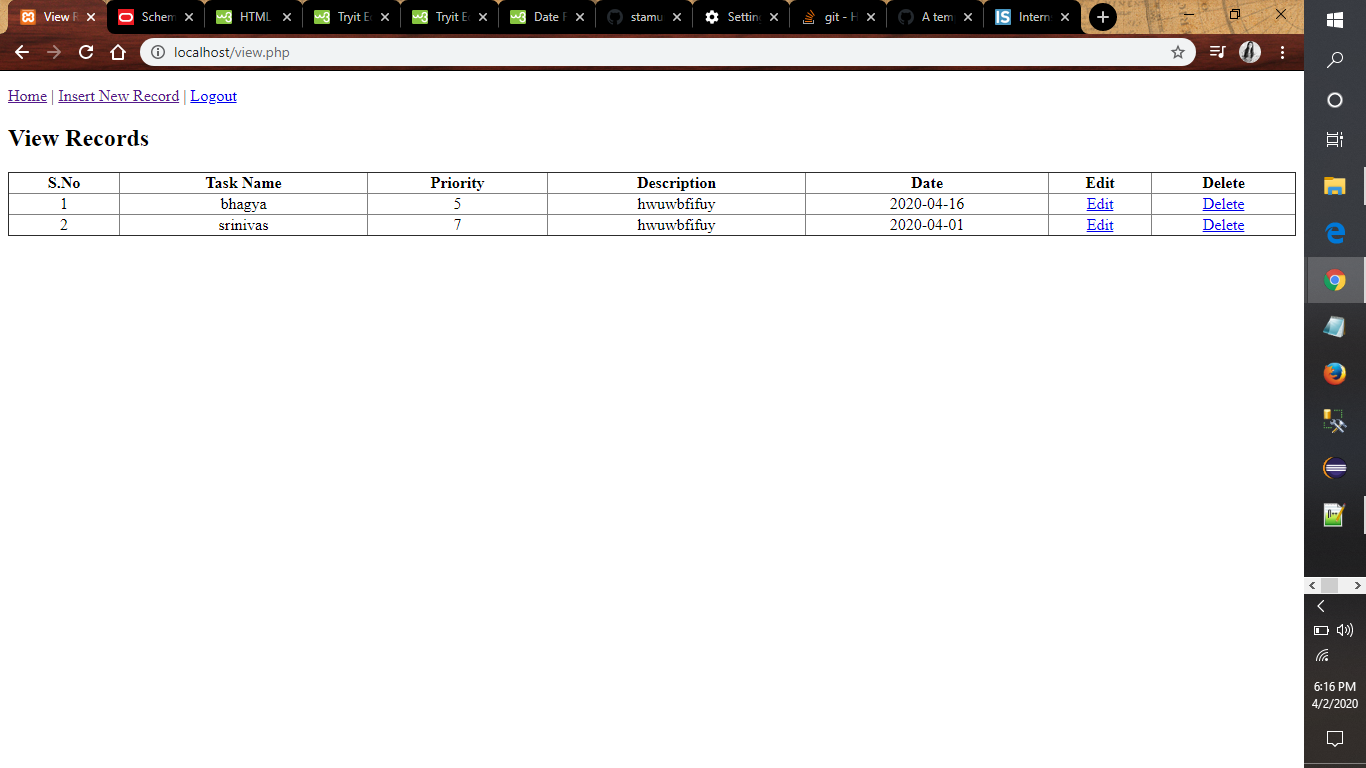 View R Schem HTML Tryit E Tryit E Date F stamu Settin git - H A tem Intern
localhost/view.php
Home | Insert New Record | Logout
View Records
S.No Task Name Priority Description Date Edit Delete
1 bhagya 5 hwuwbfifuy 2020-04-16 Edit Delete
2 srinivas 7 hwuwbfifuy 2020-04-01 Edit Delete
6:16 PM
4/2/2020